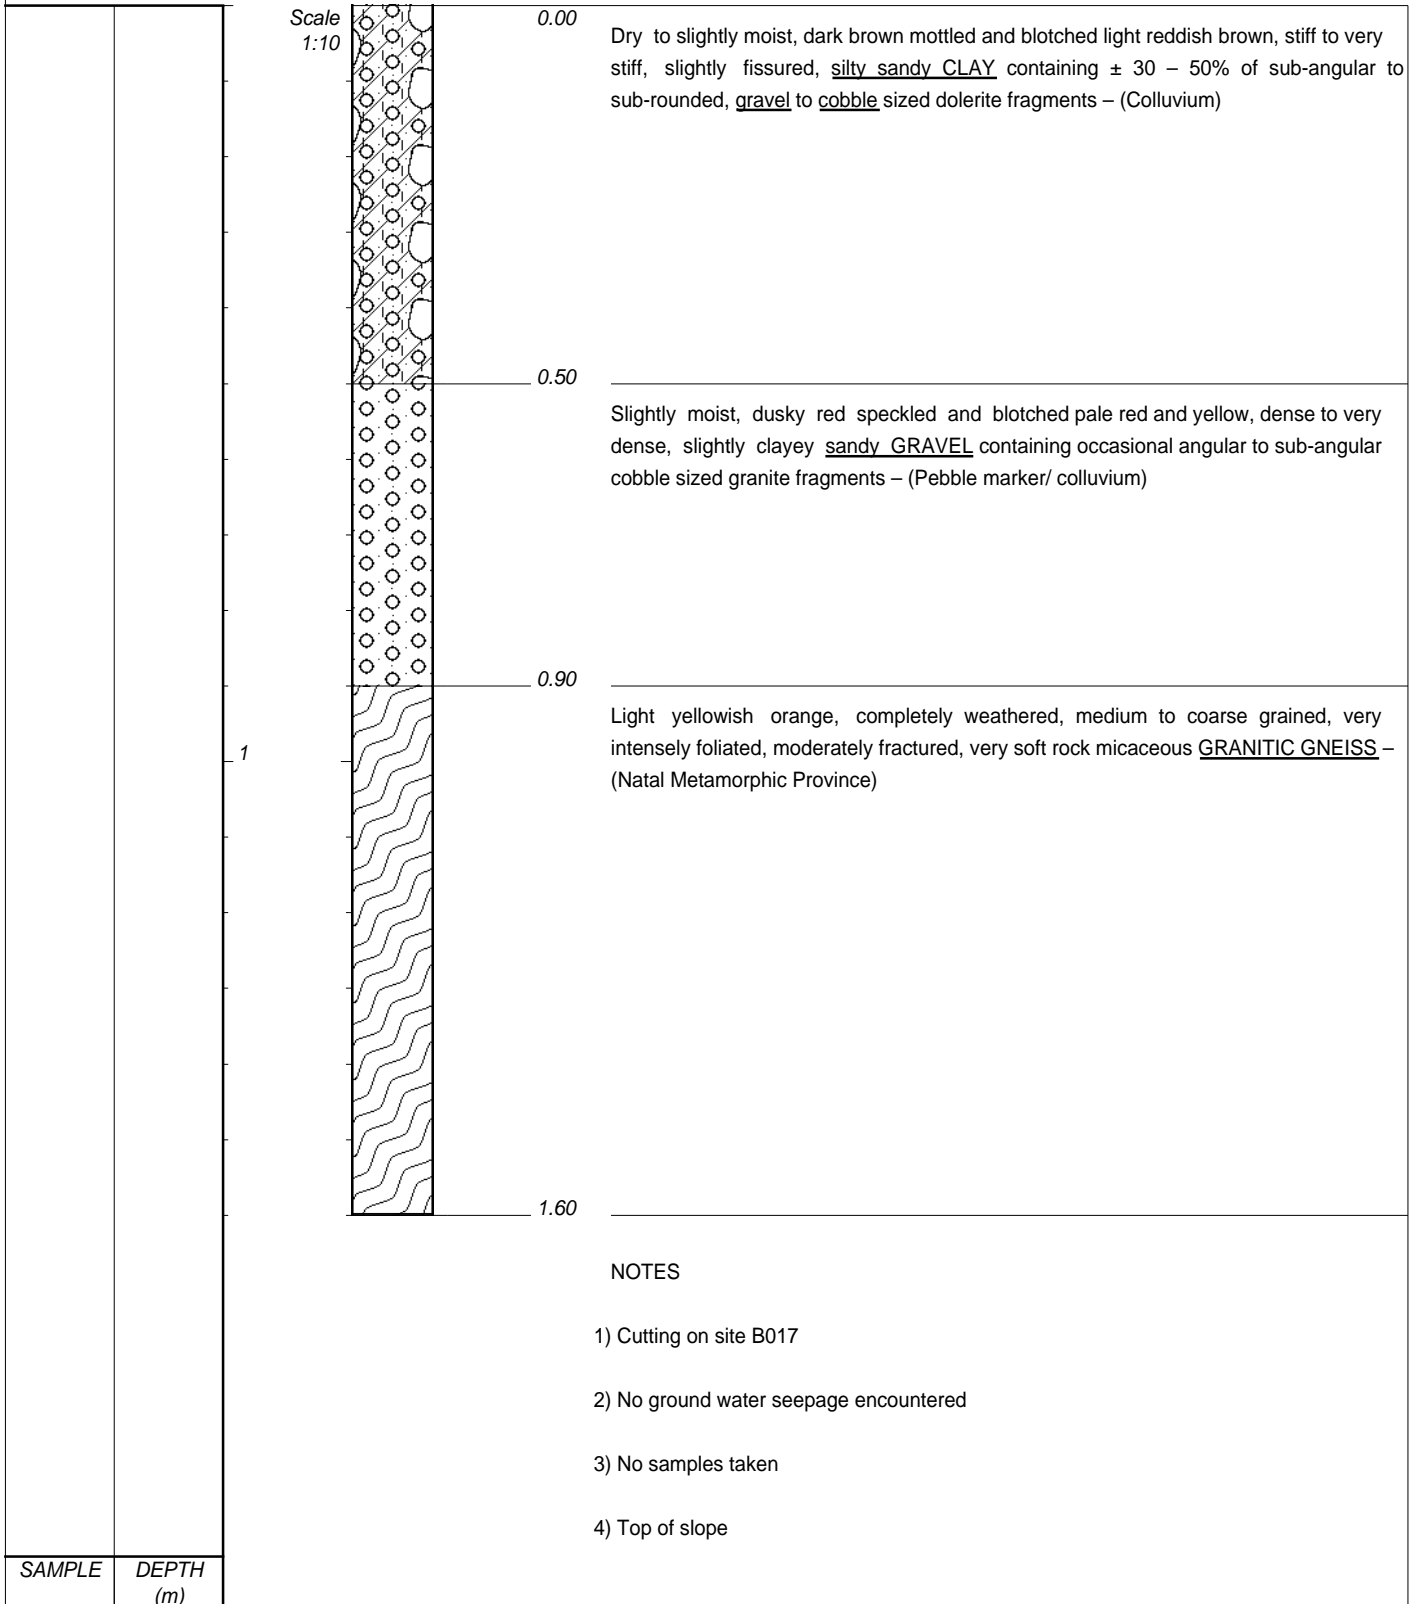 Scale
1:10
0.00
Dry to slightly moist, dark brown mottled and blotched light reddish brown, stiff to very
stiff, slightly fissured, silty sandy CLAY containing ± 30 – 50% of sub-angular to
sub-rounded, gravel to cobble sized dolerite fragments – (Colluvium)
0.50
Slightly moist, dusky red speckled and blotched pale red and yellow, dense to very
dense, slightly clayey sandy GRAVEL containing occasional angular to sub-angular
cobble sized granite fragments – (Pebble marker/ colluvium)
0.90
Light yellowish orange, completely weathered, medium to coarse grained, very
intensely foliated, moderately fractured, very soft rock micaceous GRANITIC GNEISS –
(Natal Metamorphic Province)
1
1.60
NOTES
1) Cutting on site B017
2) No ground water seepage encountered
3) No samples taken
4) Top of slope
SAMPLE
DEPTH
(m)